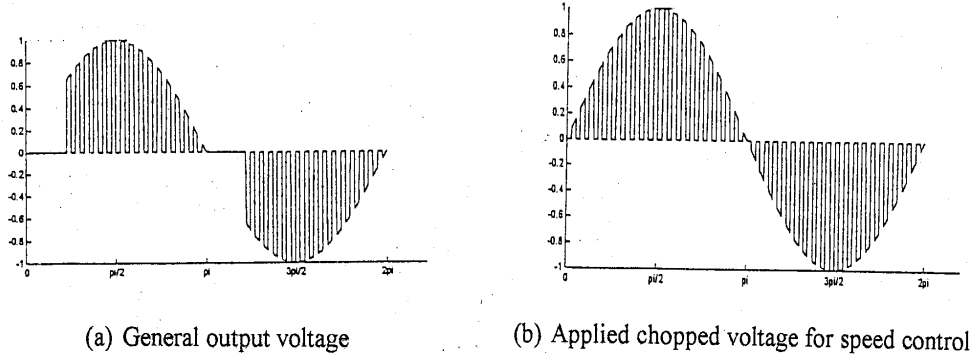 1
0.8
0.6
0.4
0.2
0
-0.2
-0.4
-0.6
-0.8
-1
0
pi/2
pi
3pi/2
2pi
1
0.8
0.6
0.4
0.2
0
-0.2
-0.4
-0.6
-0.8
-1
0
pi/2
pi
3pi/2
2pi
(a) General output voltage
(b) Applied chopped voltage for speed control